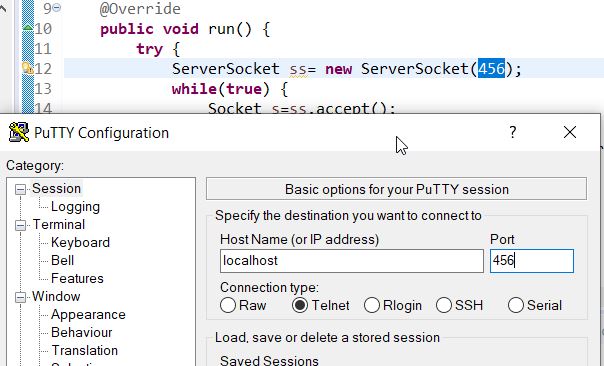 9 @Override
10 public void run() {
11 try {
12 ServerSocket ss= new ServerSocket(456);
13 while(true) {
14 Socket s=ss.accept();
PuTTY Configuration
Category:
Session
Logging
Terminal
Keyboard
Bell
Features
Window
Appearance
Behaviour
Translation
Basic options for your PuTTY session
Specify the destination you want to connect to
Host Name (or IP address) Port
localhost 456
Connection type:
Raw Telnet Rlogin SSH Serial
Load, save or delete a stored session
Saved Sessions